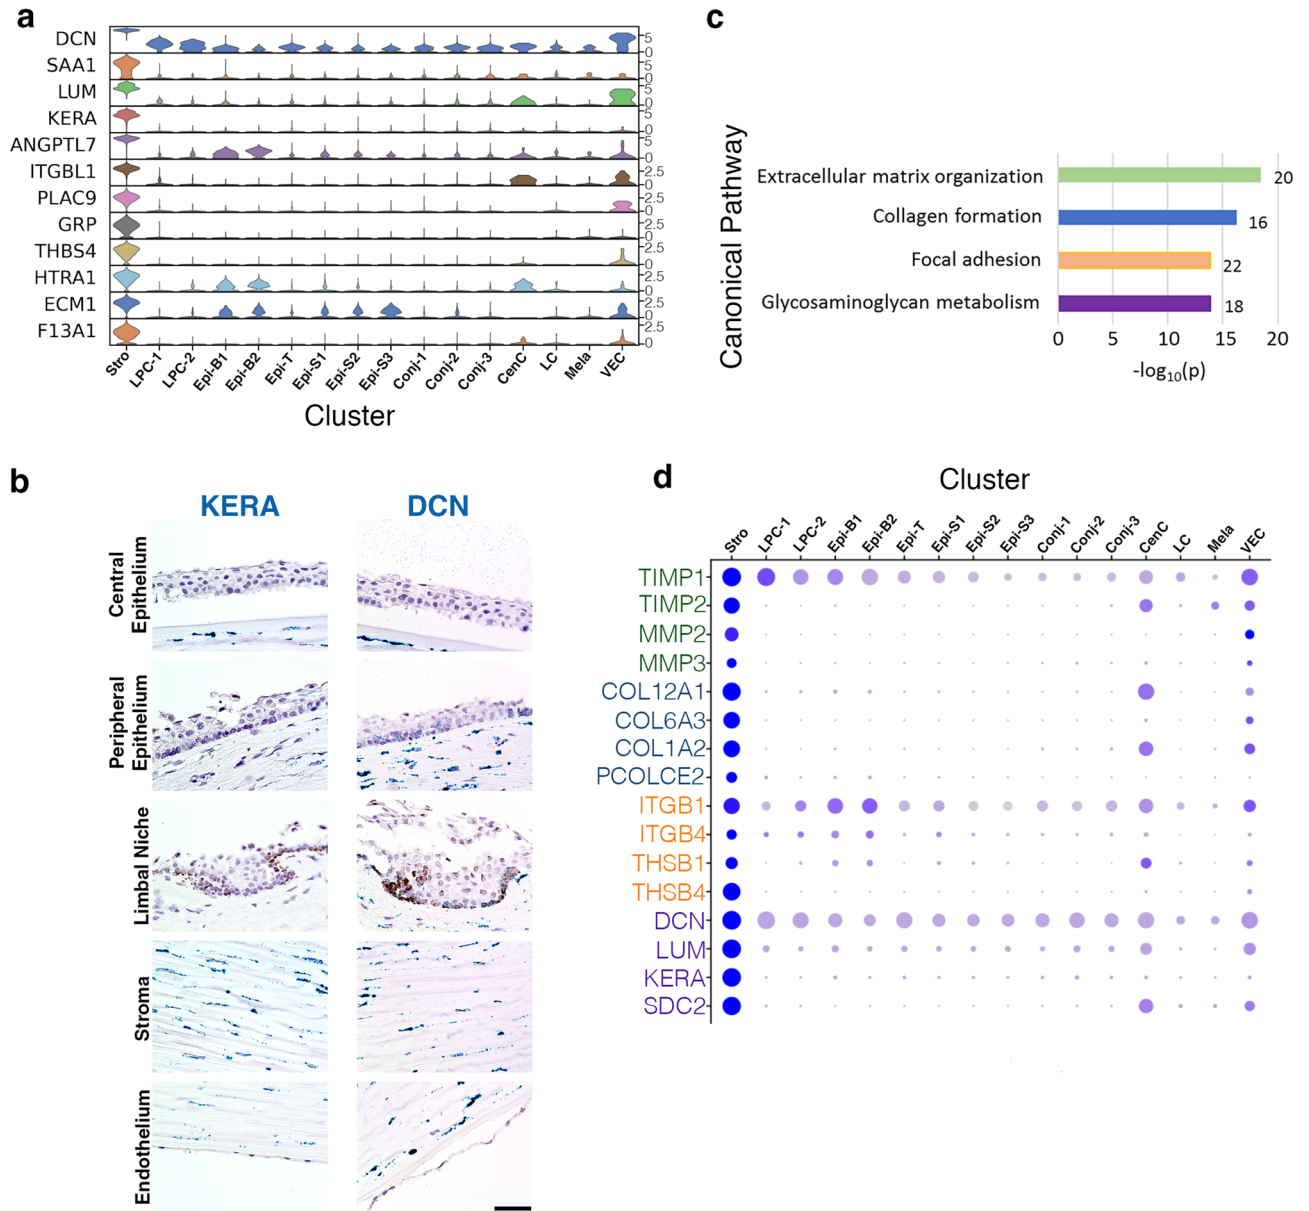 a
DCN 5 0
SAA1 5 0
LUM 5 0
KERA 5 0
ANGPTL7 5 0
ITGBL1 2.5 0
PLAC9 2.5 0
GRP 2.5 0
THBS4 2.5 0
HTRA1 2.5 0
ECM1 2.5 0
F13A1 2.5 0
Stro LPC-1 LPC-2 Epi-B1 Epi-B2 Epi-T Epi-S1 Epi-S2 Epi-S3 Conj-1 Conj-2 Conj-3 CenC LC Mela VEC
Cluster
c
Canonical Pathway
Extracellular matrix organization 20
Collagen formation 16
Focal adhesion 22
Glycosaminoglycan metabolism 18
0 5 10 15 20
-log10(p)
b
KERA DCN
Central Epithelium
Peripheral Epithelium
Limbal Niche
Stroma
Endothelium
d
Cluster
Stro LPC-1 LPC-2 Epi-B1 Epi-B2 Epi-T Epi-S1 Epi-S2 Epi-S3 Conj-1 Conj-2 Conj-3 CenC LC Mela VEC
TIMP1
TIMP2
MMP2
MMP3
COL12A1
COL6A3
COL1A2
PCOLCE2
ITGB1
ITGB4
THSB1
THSB4
DCN
LUM
KERA
SDC2